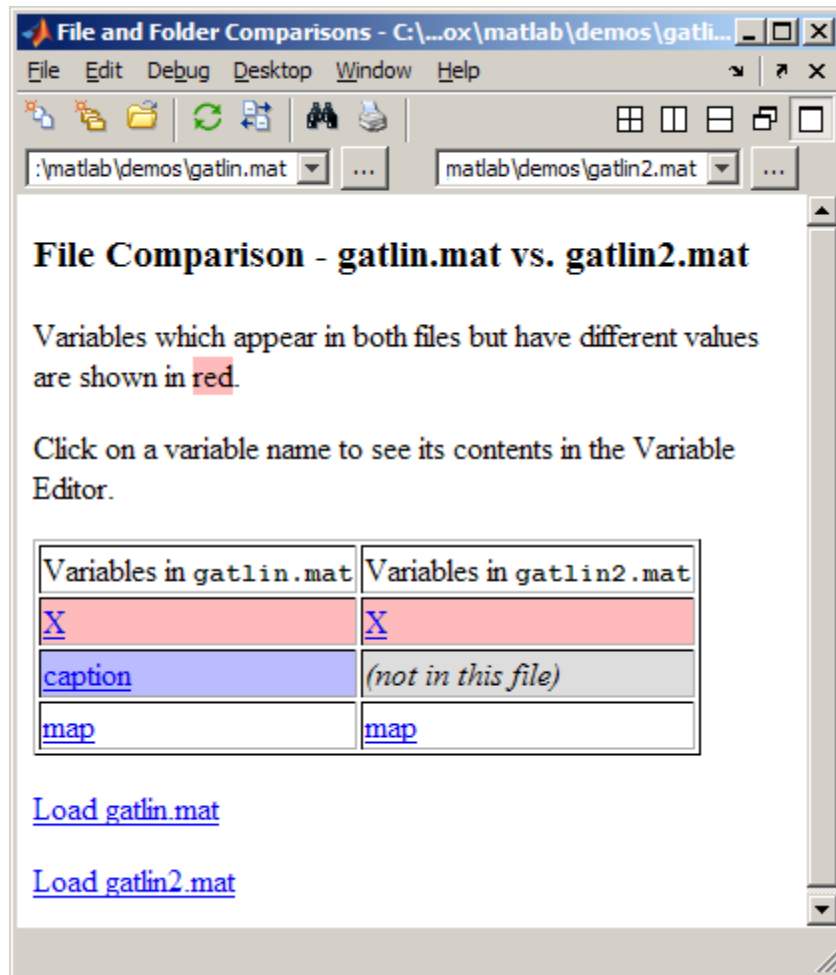 File and Folder Comparisons - C:\...ox\matlab\demos\gatli...
File Edit Debug Desktop Window Help
:\matlab\demos\gatlin.mat ... matlab\demos\gatlin2.mat ...
File Comparison - gatlin.mat vs. gatlin2.mat
Variables which appear in both files but have different values
are shown in red.
Click on a variable name to see its contents in the Variable
Editor.
Variables in gatlin.mat Variables in gatlin2.mat
X X
caption (not in this file)
map map
Load gatlin.mat
Load gatlin2.mat